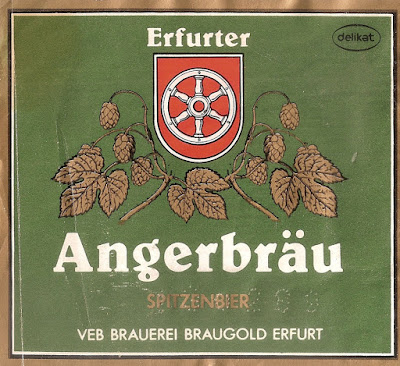 Erfurter
delikat
Angerbräu
SPITZENBIER
VEB BRAUEREI BRAUGOLD ERFURT